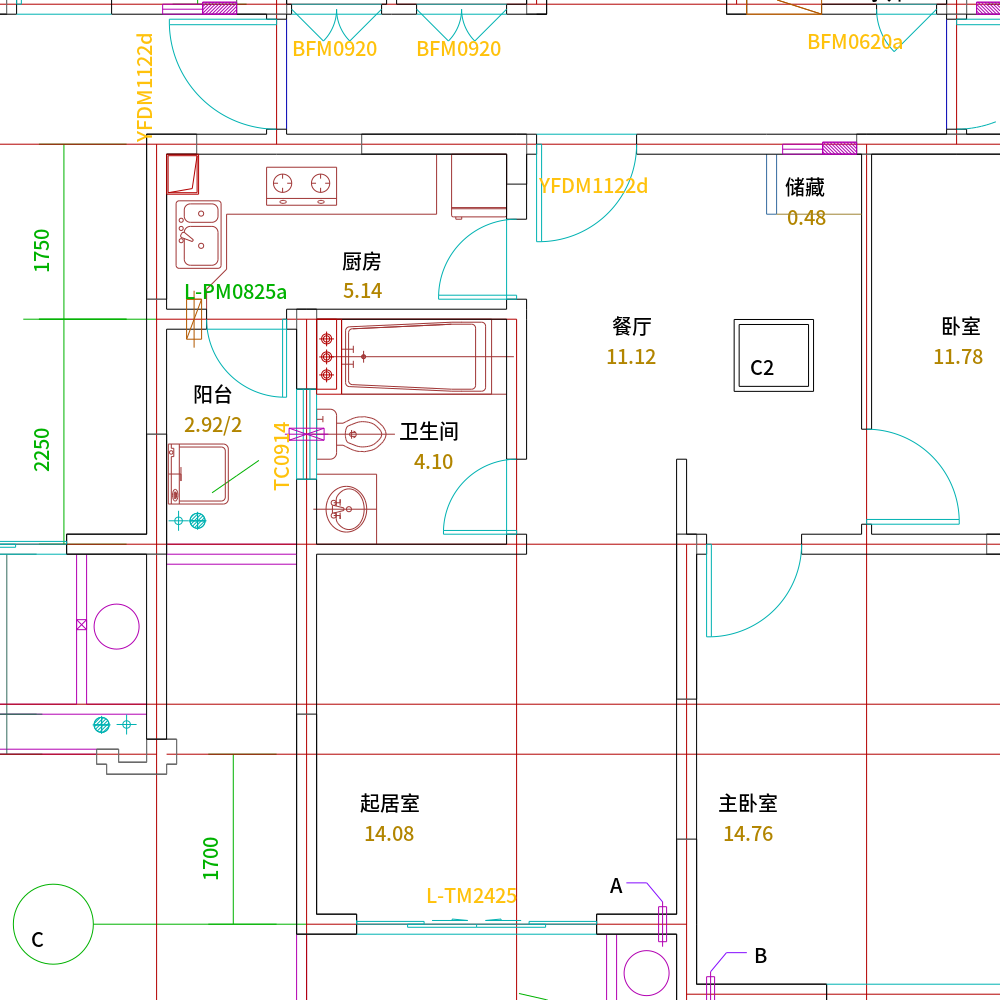 YFDM1122d
BFM0920
BFM0920
BFM0620a
YFDM1122d
储藏
0.48
1750
厨房
5.14
L-PM0825a
餐厅
11.12
C2
卧室
11.78
阳台
2.92/2
2250
TC0914
卫生间
4.10
起居室
14.08
主卧室
14.76
1700
L-TM2425
A
B
C